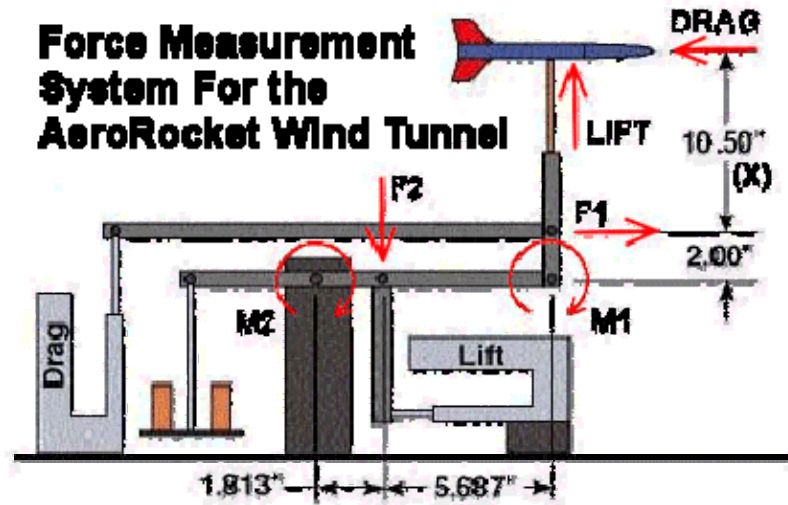 Force Measurement
System For the
AeroRocket Wind Tunnel
DRAG
LIFT
10.50"
(X)
F2
F1
2.00"
M2
M1
Drag
Lift
1.813"
5.687"